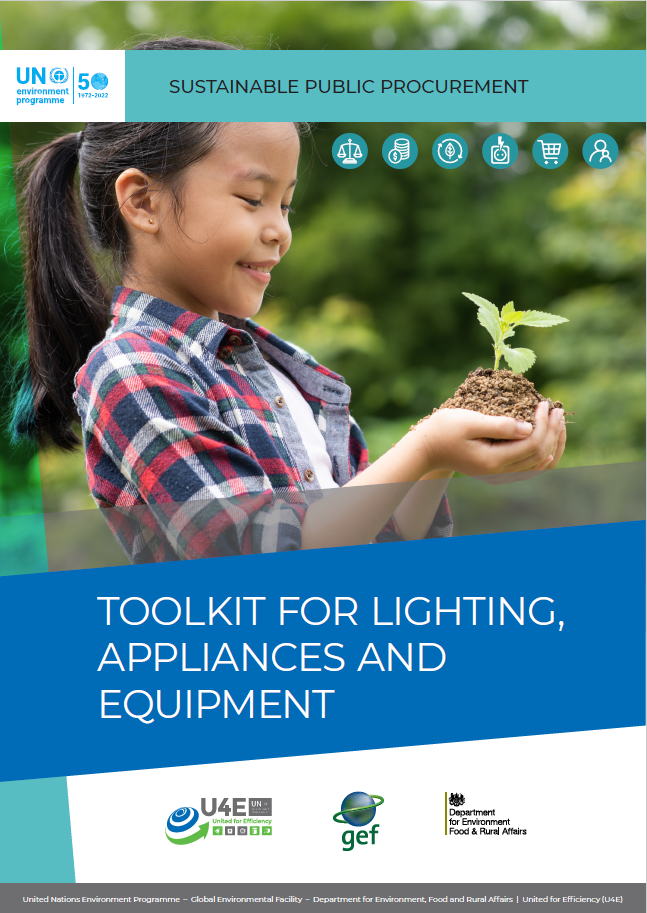 UN
environment
programme
50
1972-2022
SUSTAINABLE PUBLIC PROCUREMENT
TOOLKIT FOR LIGHTING,
APPLIANCES AND
EQUIPMENT
U4E UN
United for Efficiency
gef
Department
for Environment
Food & Rural Affairs
United Nations Environment Programme – Global Environmental Facility – Department for Environment, Food and Rural Affairs | United for Efficiency (U4E)